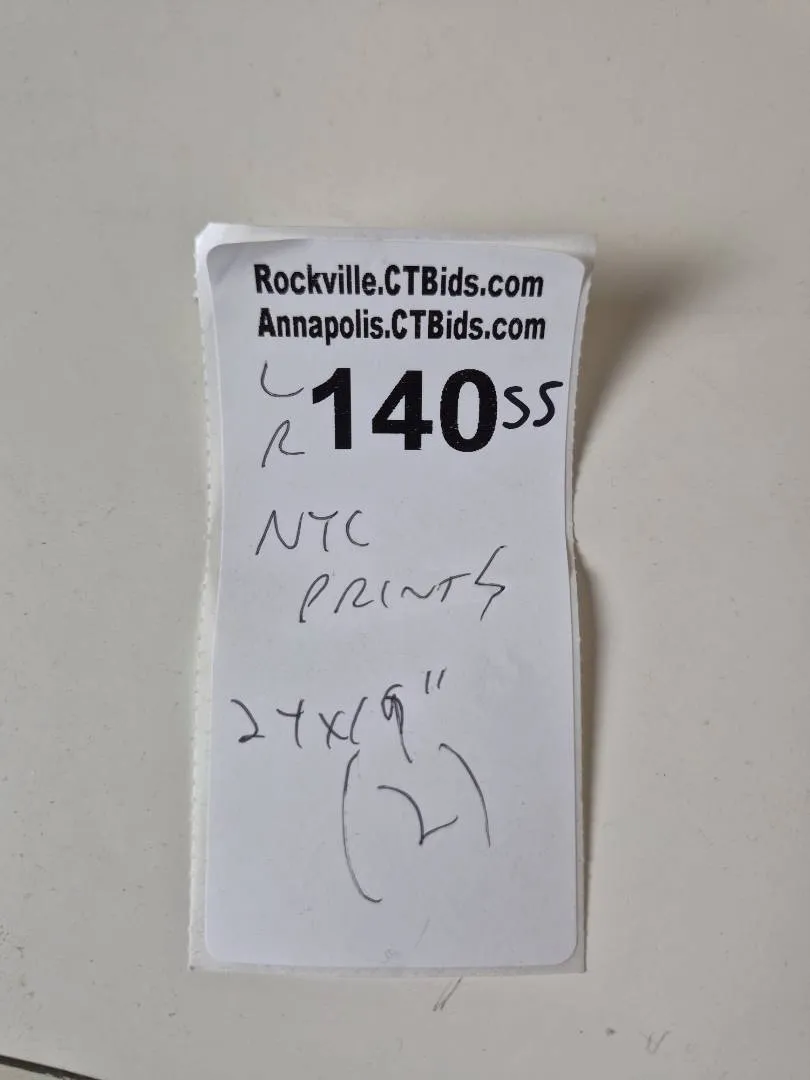 Rockville.CTBids.com
Annapolis.CTBids.com
L
R
140 SS
NYC
PRINTS
24x19"
(2)